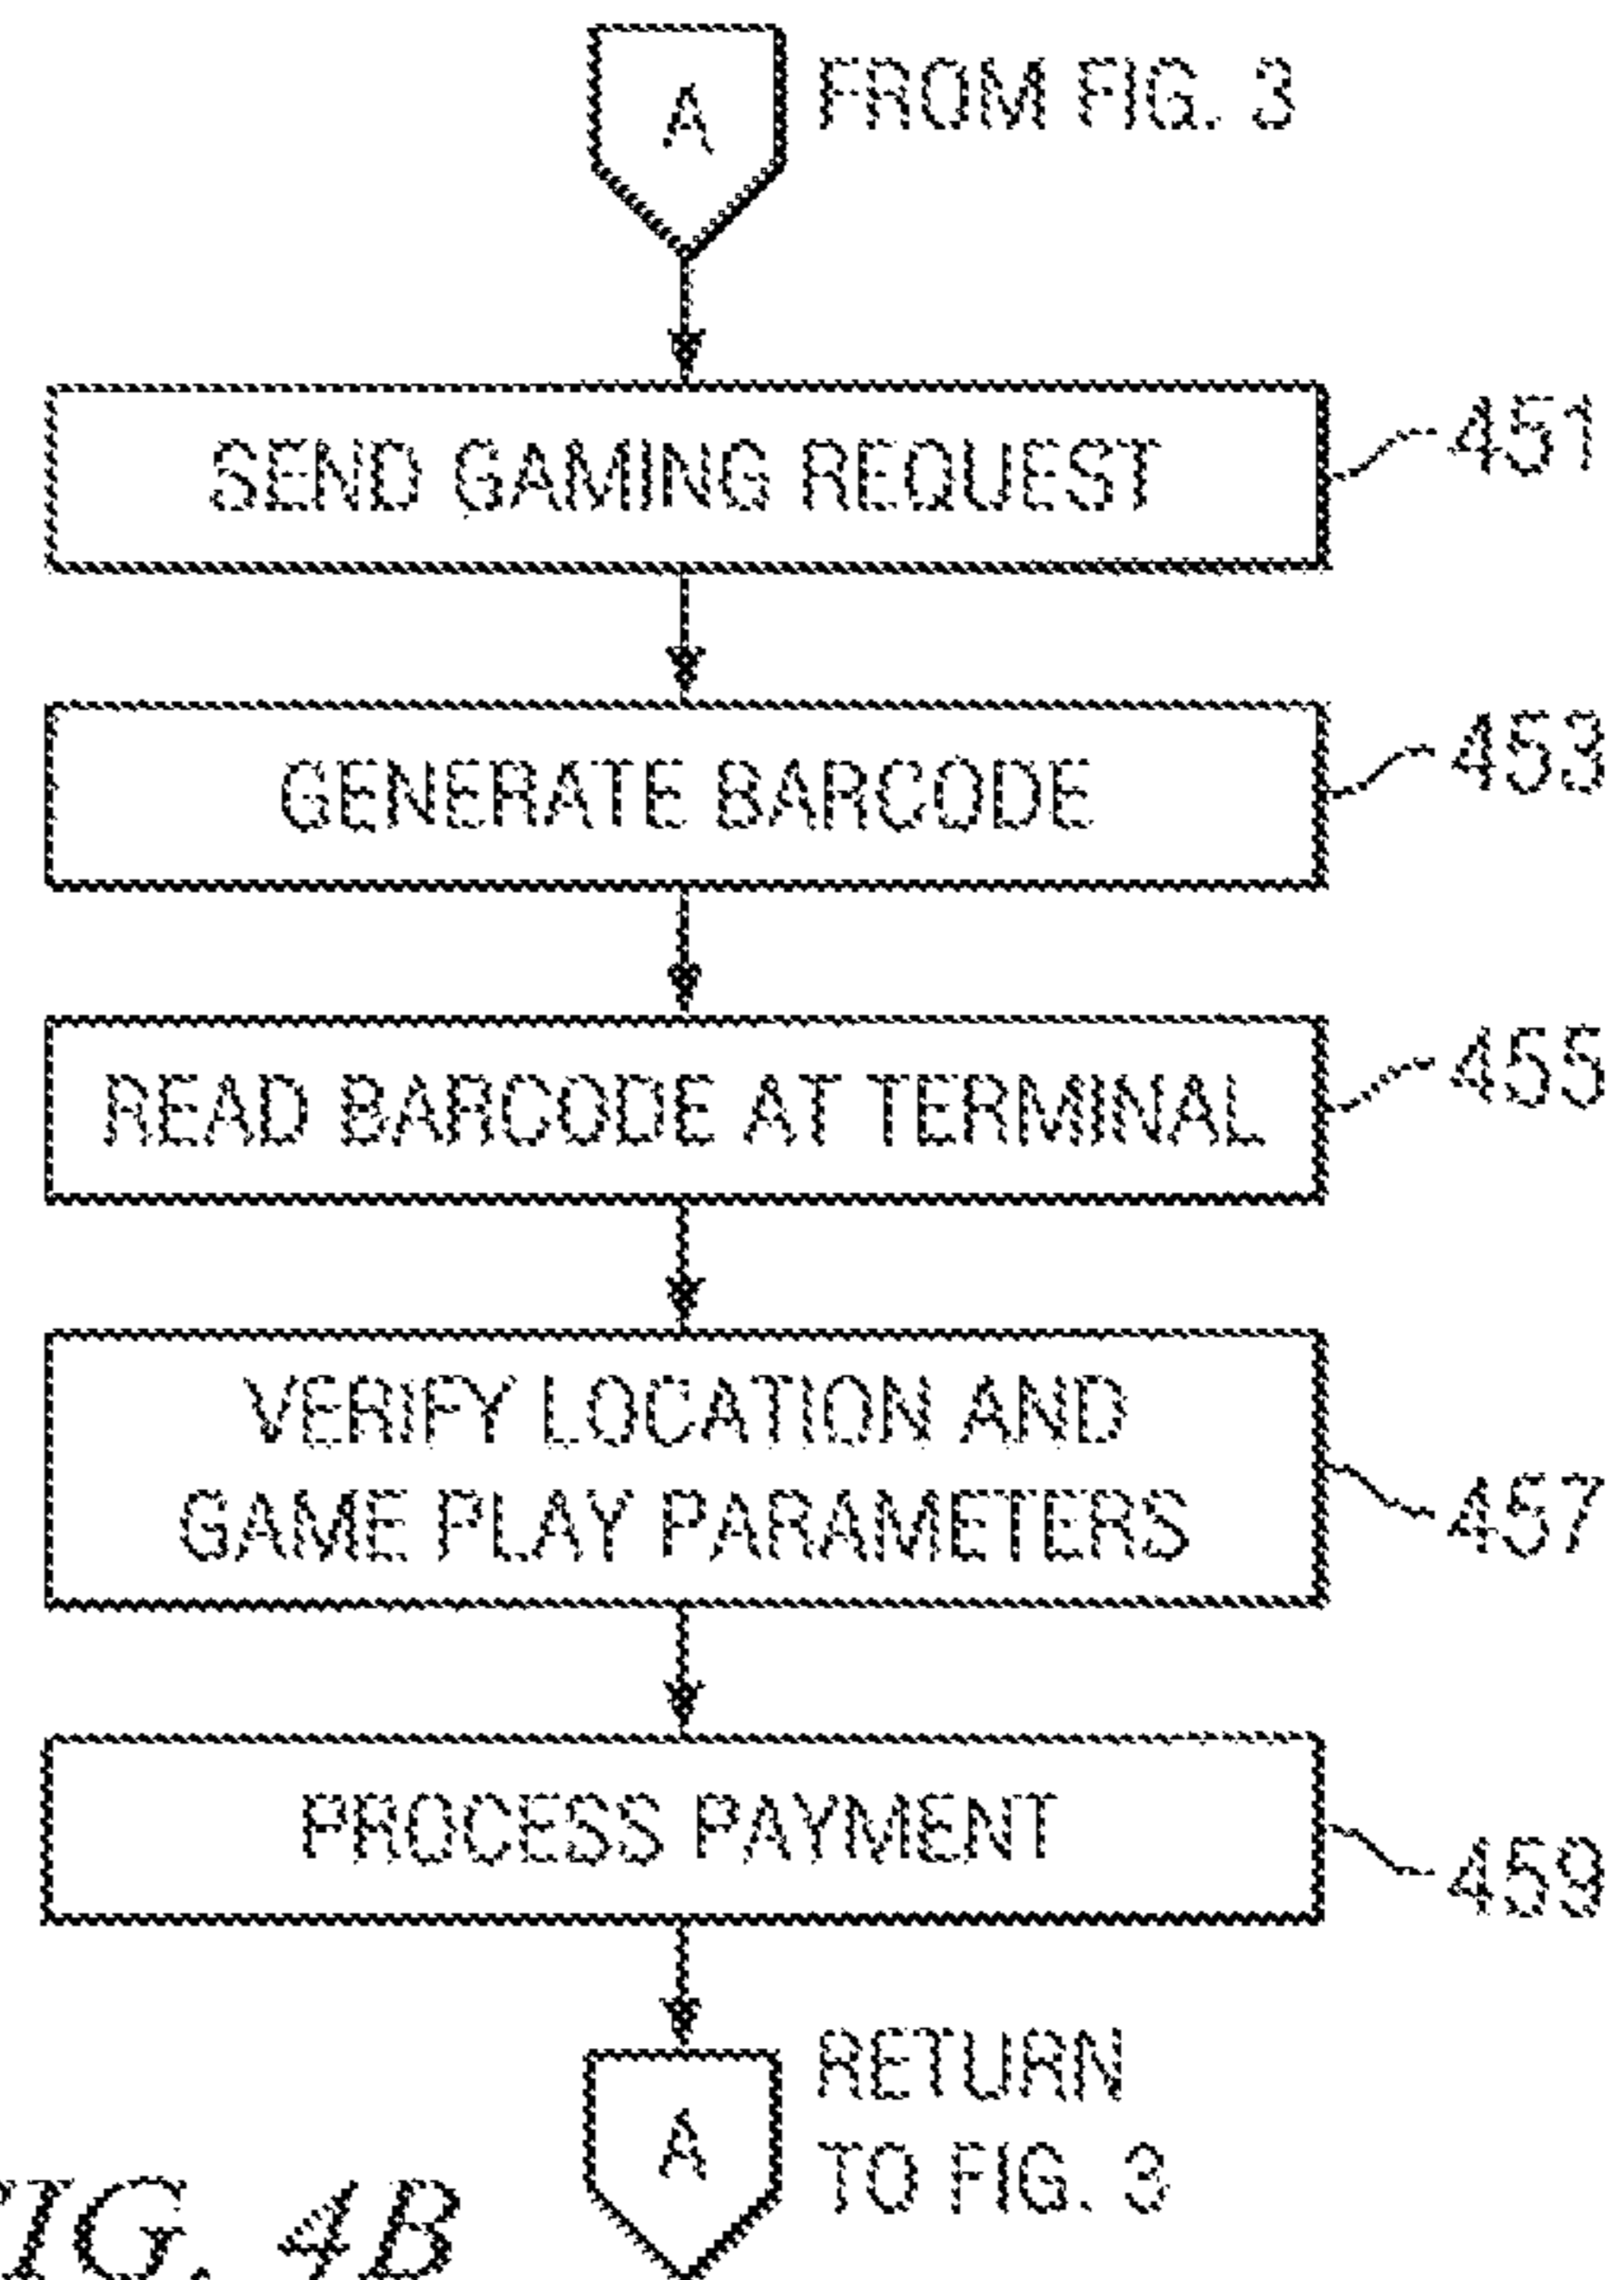 A FROM FIG. 3
SEND GAMING REQUEST 451
GENERATE BARCODE 453
READ BARCODE AT TERMINAL 455
VERIFY LOCATION AND
GAME PLAY PARAMETERS 457
PROCESS PAYMENT 459
RETURN
A TO FIG. 3
FIG. 4B